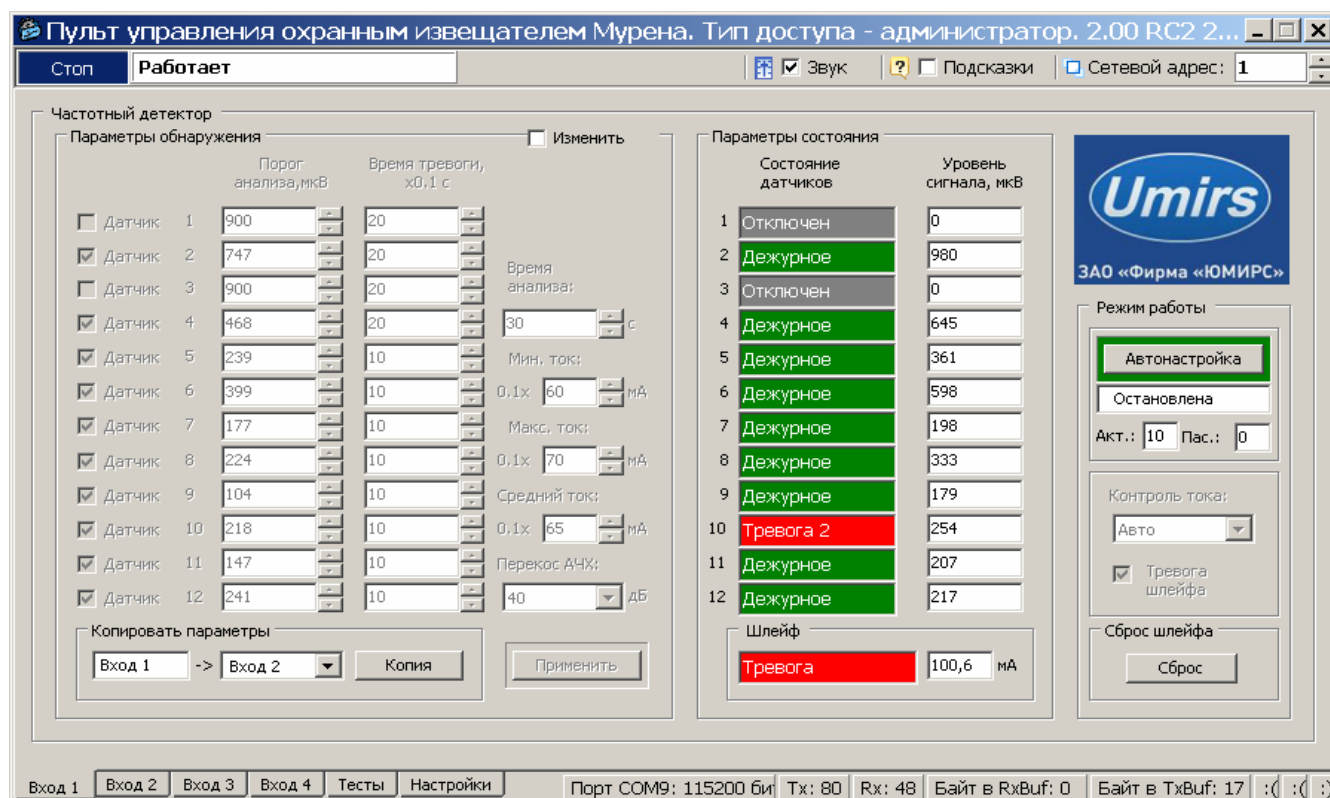 Пульт управления охранным извещателем Мурена. Тип доступа - администратор. 2.00 RC2 2...
Стоп Работает Звук Подсказки Сетевой адрес: 1
Частотный детектор
Параметры обнаружения Изменить
Порог анализа,мкВ
Время тревоги, x0.1 с
Датчик 1 900 20
Датчик 2 747 20
Датчик 3 900 20
Датчик 4 468 20
Датчик 5 239 10
Датчик 6 399 10
Датчик 7 177 10
Датчик 8 224 10
Датчик 9 104 10
Датчик 10 218 10
Датчик 11 147 10
Датчик 12 241 10
Время
анализа:
30 с
Мин. ток:
0.1x 60 мА
Макс. ток:
0.1x 70 мА
Средний ток:
0.1x 65 мА
Перекос АЧХ:
40 дБ
Копировать параметры
Вход 1 -> Вход 2 Копия
Применить
Параметры состояния
Состояние датчиков
Уровень сигнала, мкВ
1 Отключен 0
2 Дежурное 980
3 Отключен 0
4 Дежурное 645
5 Дежурное 361
6 Дежурное 598
7 Дежурное 198
8 Дежурное 333
9 Дежурное 179
10 Тревога 2 254
11 Дежурное 207
12 Дежурное 217
Шлейф
Тревога 100,6 мА
Umirs
ЗАО «Фирма «ЮМИРС»
Режим работы
Автонастройка
Остановлена
Акт.: 10 Пас.: 0
Контроль тока:
Авто
Тревога
шлейфа
Сброс шлейфа
Сброс
Вход 1 Вход 2 Вход 3 Вход 4 Тесты Настройки
Порт COM9: 115200 би Tx: 80 Rx: 48 Байт в RxBuf: 0 Байт в TxBuf: 17 :( :( :)